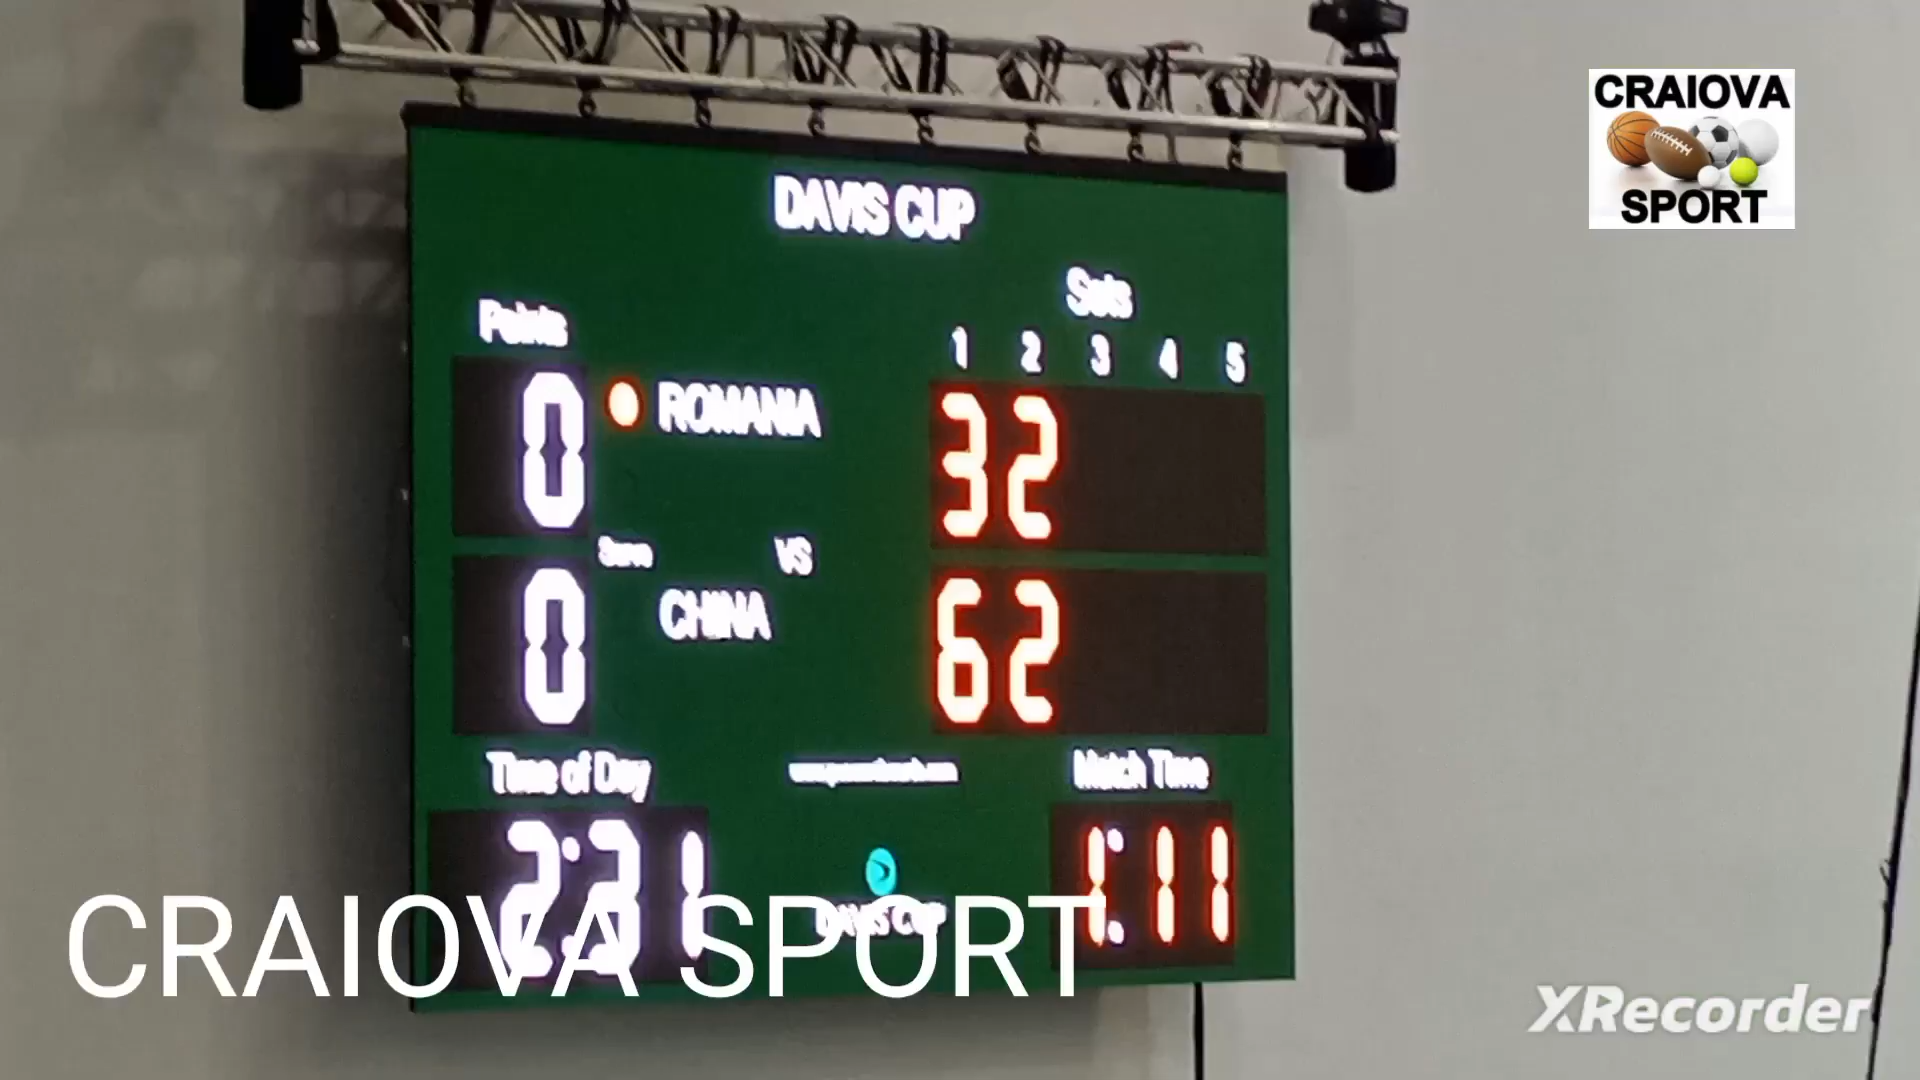 CRAIOVA
SPORT
DAVIS CUP
Points
Sets
1 2 3 4 5
0 ROMANIA 3 2
Serve VS
0 CHINA 6 2
Time of Day
Match Time
2:31
1:11
DAVIS CUP
CRAIOVA SPORT
XRecorder